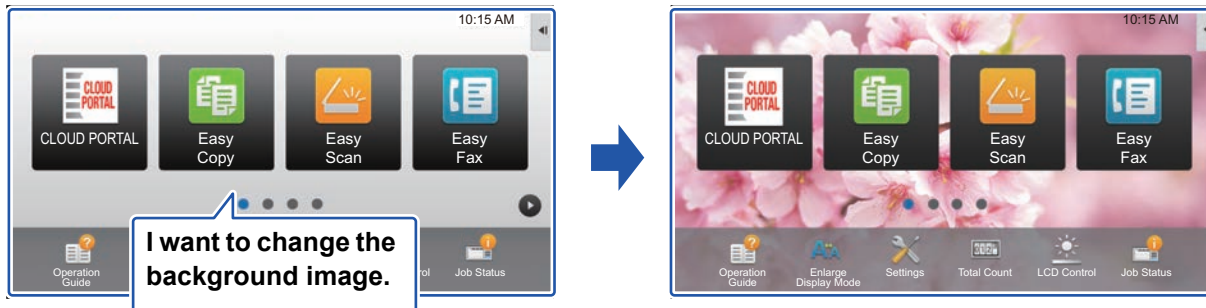 10:15 AM
CLOUD
PORTAL
CLOUD PORTAL
Easy
Copy
Easy
Scan
Easy
Fax
I want to change the
background image.
Operation
Guide
rol
Job Status
10:15 AM
CLOUD
PORTAL
CLOUD PORTAL
Easy
Copy
Easy
Scan
Easy
Fax
Operation
Guide
Enlarge
Display Mode
Settings
Total Count
LCD Control
Job Status